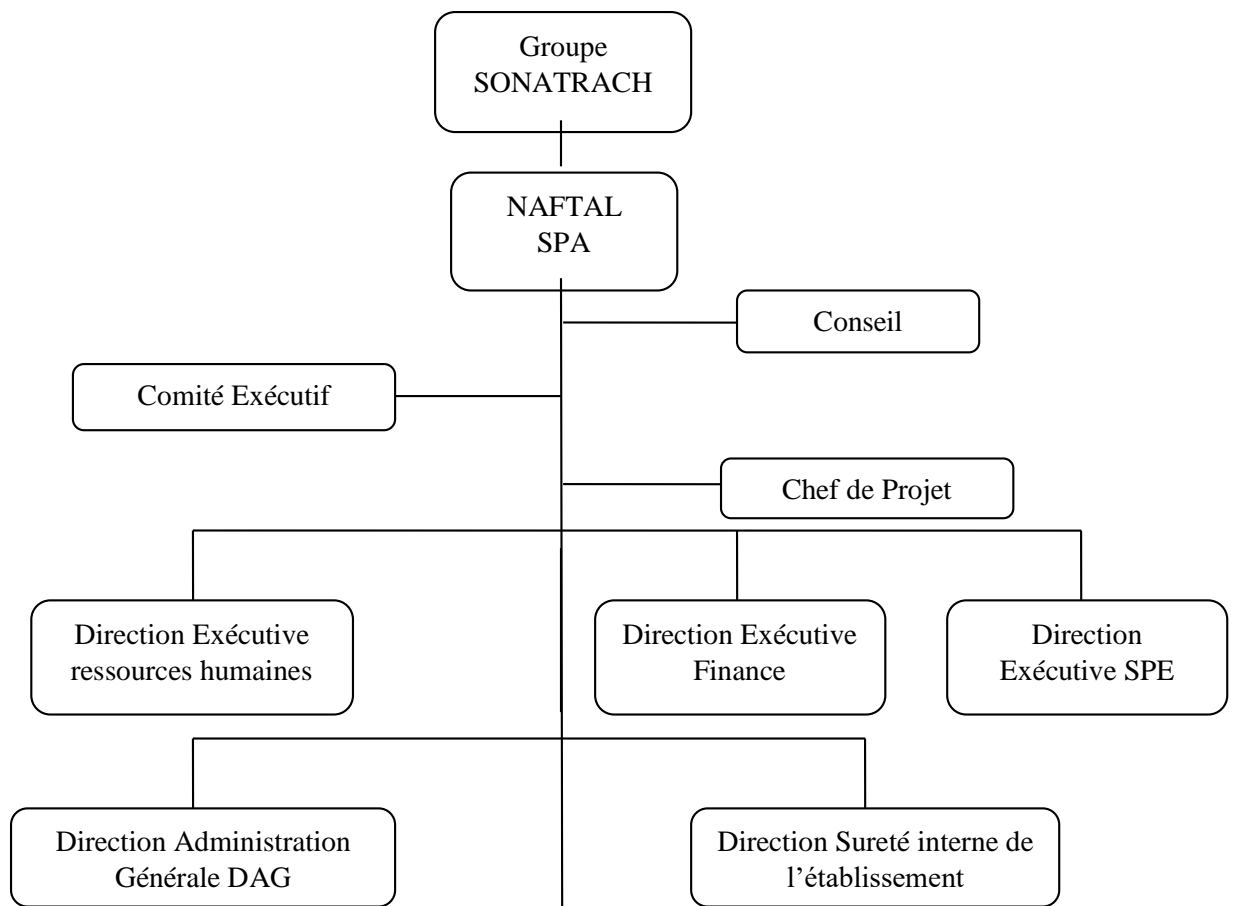 Groupe
SONATRACH
NAFTAL
SPA
Conseil
Comité Exécutif
Chef de Projet
Direction Exécutive
ressources humaines
Direction Exécutive
Finance
Direction
Exécutive SPE
Direction Administration
Générale DAG
Direction Sureté interne de
l’établissement